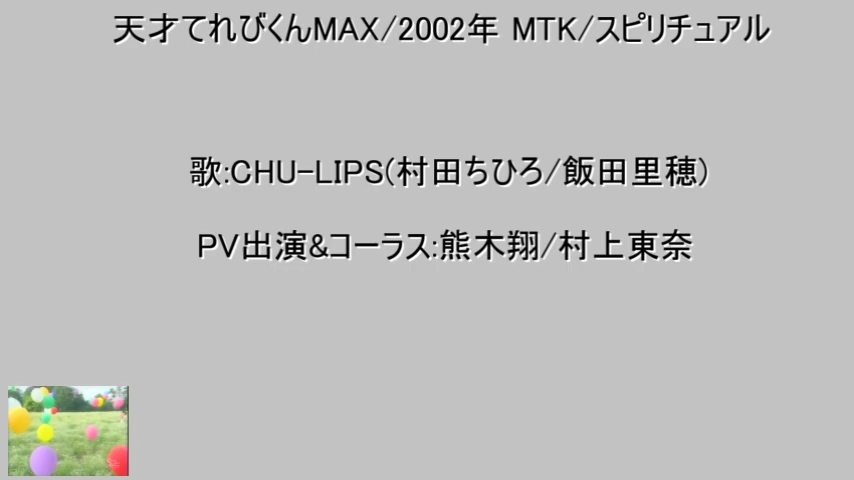 天才てれびくんMAX/2002年 MTK/スピリチュアル
歌:CHU-LIPS(村田ちひろ/飯田里穂)
PV出演&コーラス:熊木翔/村上東奈